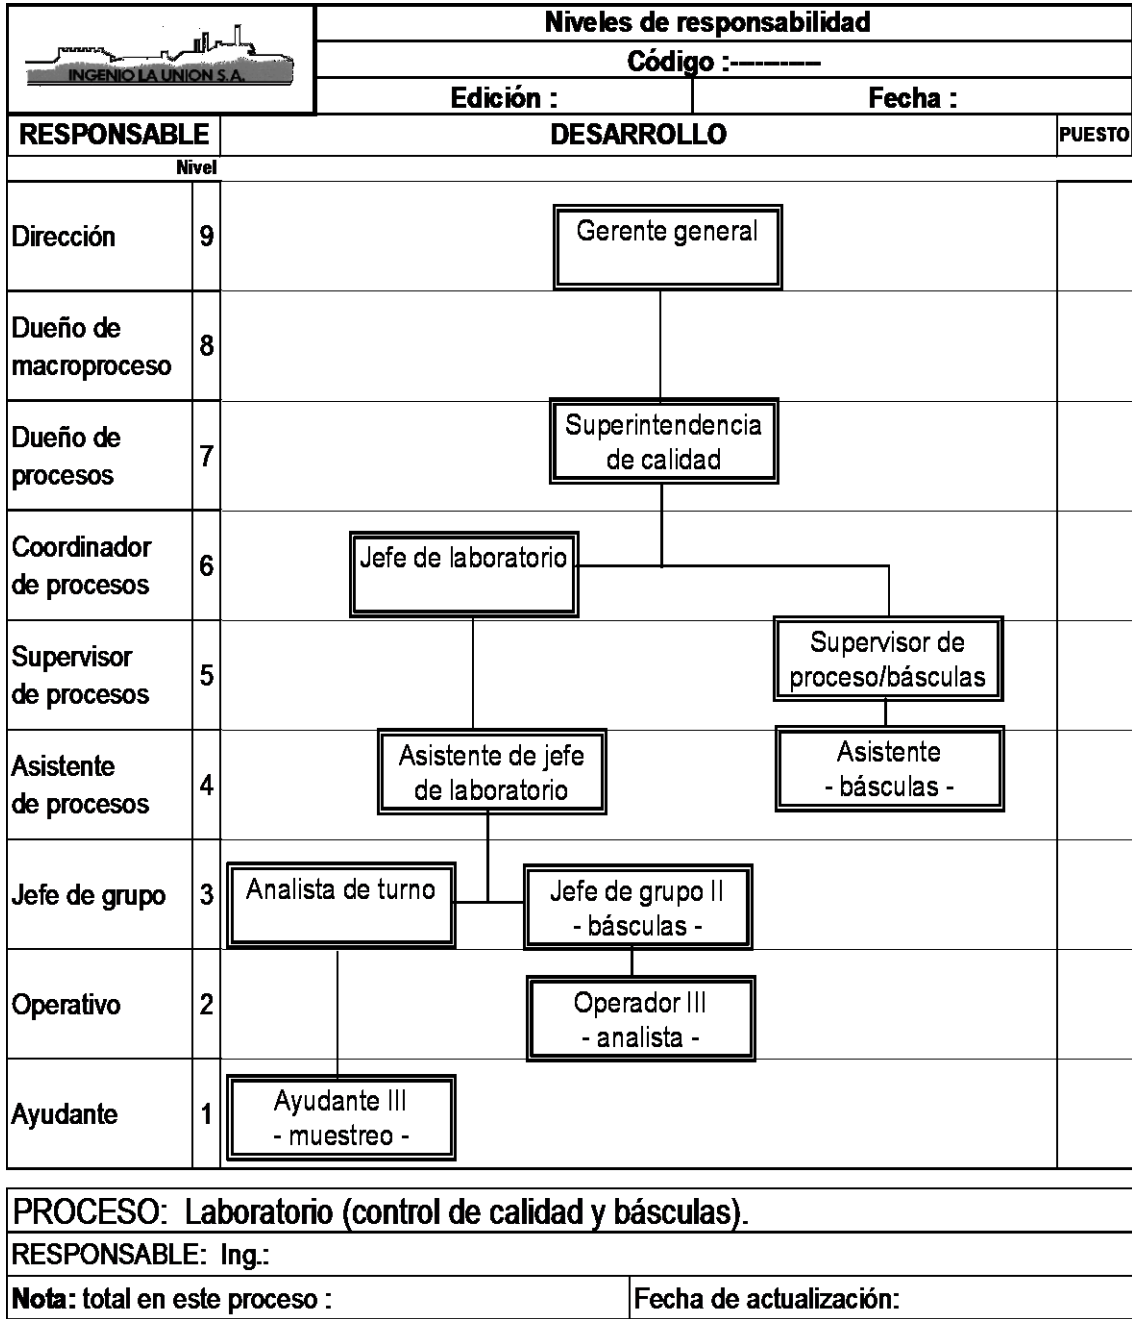 INGENIO LA UNION S.A.
Niveles de responsabilidad
Código :--------
Edición :
Fecha :
RESPONSABLE
DESARROLLO
PUESTO
Nivel
Dirección
9
Gerente general
Dueño de
macroproceso
8
Dueño de
procesos
7
Superintendencia
de calidad
Coordinador
de procesos
6
Jefe de laboratorio
Supervisor
de procesos
5
Supervisor de
proceso/básculas
Asistente
de procesos
4
Asistente de jefe
de laboratorio
Asistente
- básculas -
Jefe de grupo
3
Analista de turno
Jefe de grupo II
- básculas -
Operativo
2
Operador III
- analista -
Ayudante
1
Ayudante III
- muestreo -
PROCESO: Laboratorio (control de calidad y básculas).
RESPONSABLE: Ing.:
Nota: total en este proceso :
Fecha de actualización: